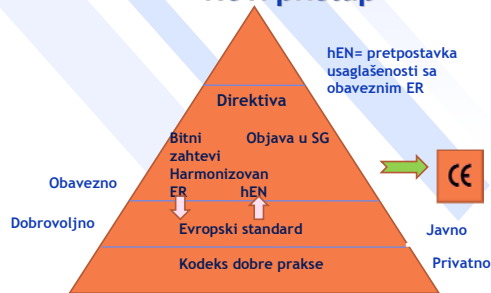 hEN= pretpostavka
usaglašenosti sa
obaveznim ER
Direktiva
Bitni Objava u SG
zahtevi
Harmonizovan
ER hEN
Obavezno
Dobrovoljno
Evropski standard
Javno
Kodeks dobre prakse
Privatno
CE